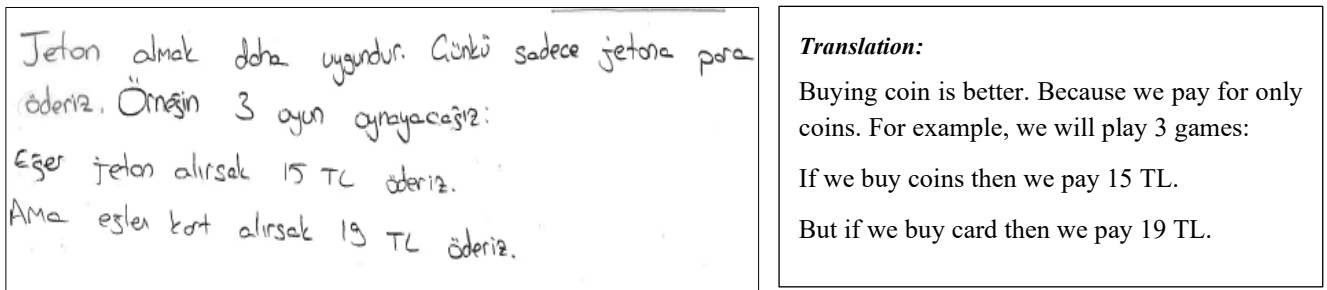 Jeton almak daha uygundur. Çünkü sadece jetona para
öderiz. Örneğin 3 oyun oynayacağız:
Eğer jeton alırsak 15 TL öderiz.
Ama eğler kart alırsak 19 TL öderiz.
Translation:
Buying coin is better. Because we pay for only
coins. For example, we will play 3 games:
If we buy coins then we pay 15 TL.
But if we buy card then we pay 19 TL.